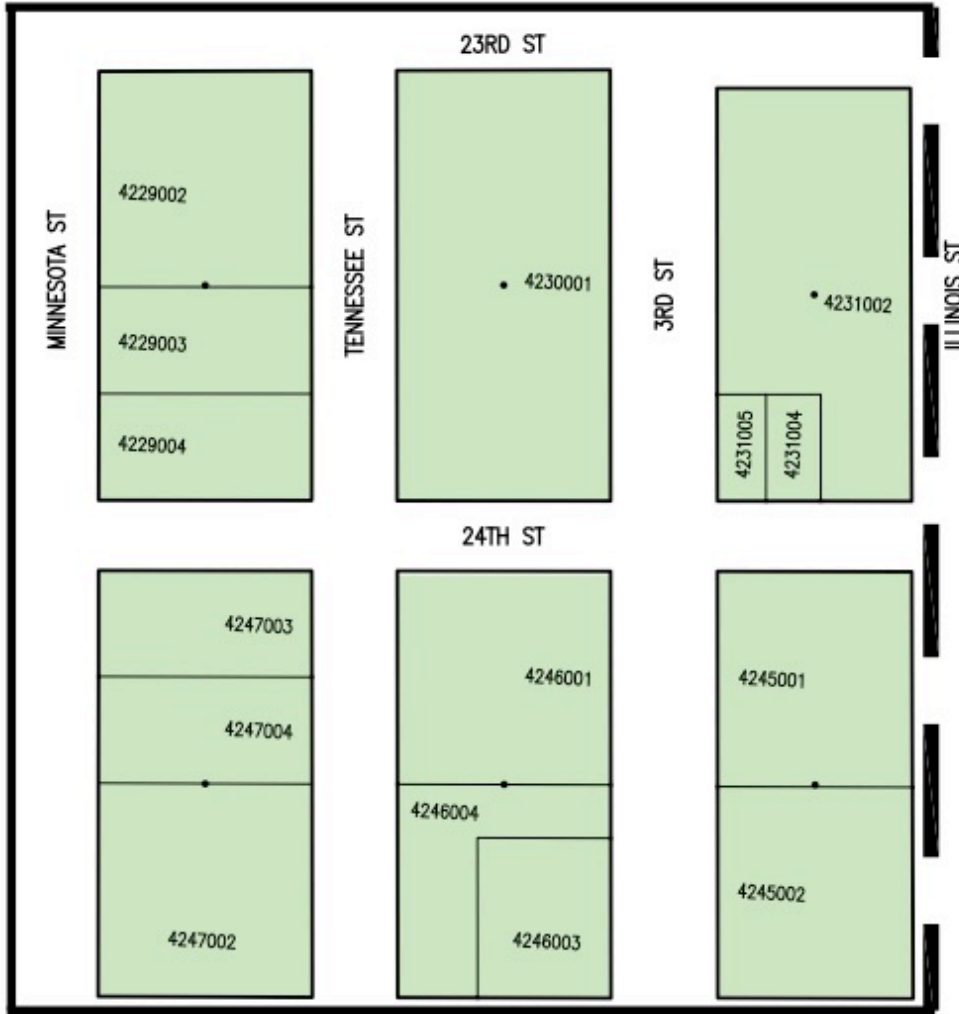 23RD ST
MINNESOTA ST
4229002
4229003
4229004
TENNESSEE ST
4230001
3RD ST
4231002
4231005
4231004
ILLINOIS ST
24TH ST
4247003
4247004
4247002
4246001
4246004
4246003
4245001
4245002